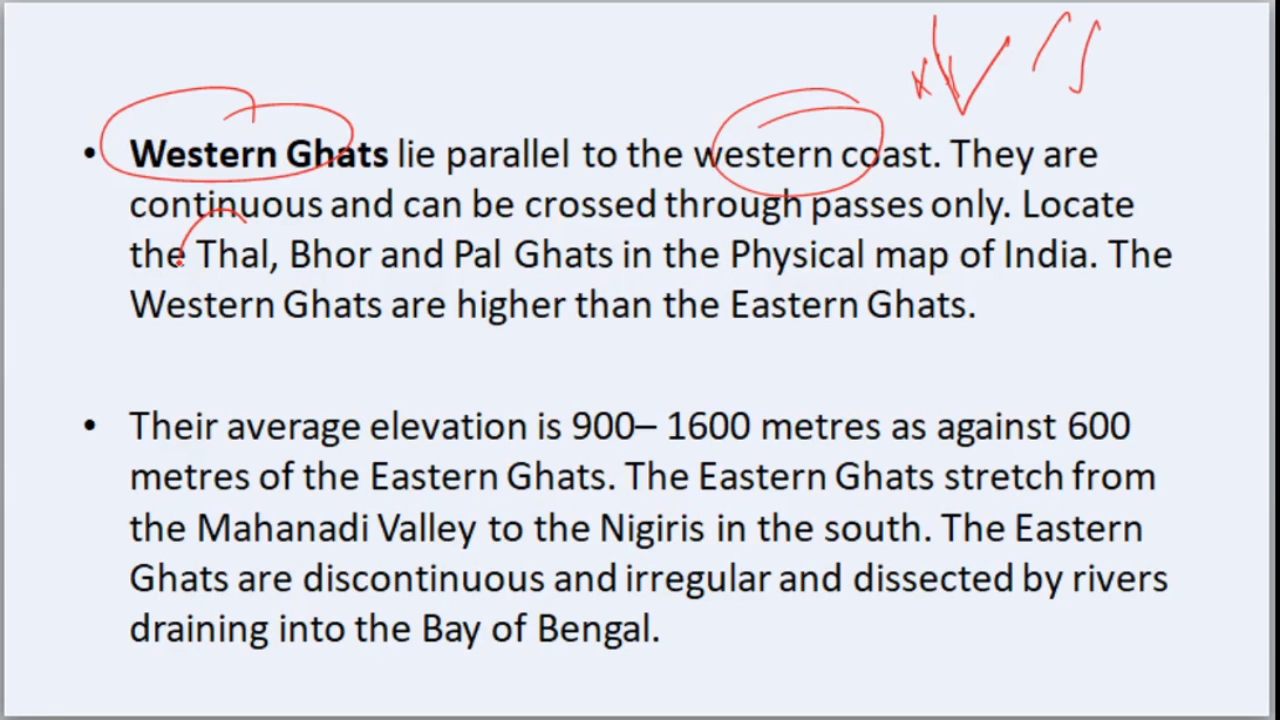 • Western Ghats lie parallel to the western coast. They are
continuous and can be crossed through passes only. Locate
the Thal, Bhor and Pal Ghats in the Physical map of India. The
Western Ghats are higher than the Eastern Ghats.
• Their average elevation is 900– 1600 metres as against 600
metres of the Eastern Ghats. The Eastern Ghats stretch from
the Mahanadi Valley to the Nigiris in the south. The Eastern
Ghats are discontinuous and irregular and dissected by rivers
draining into the Bay of Bengal.